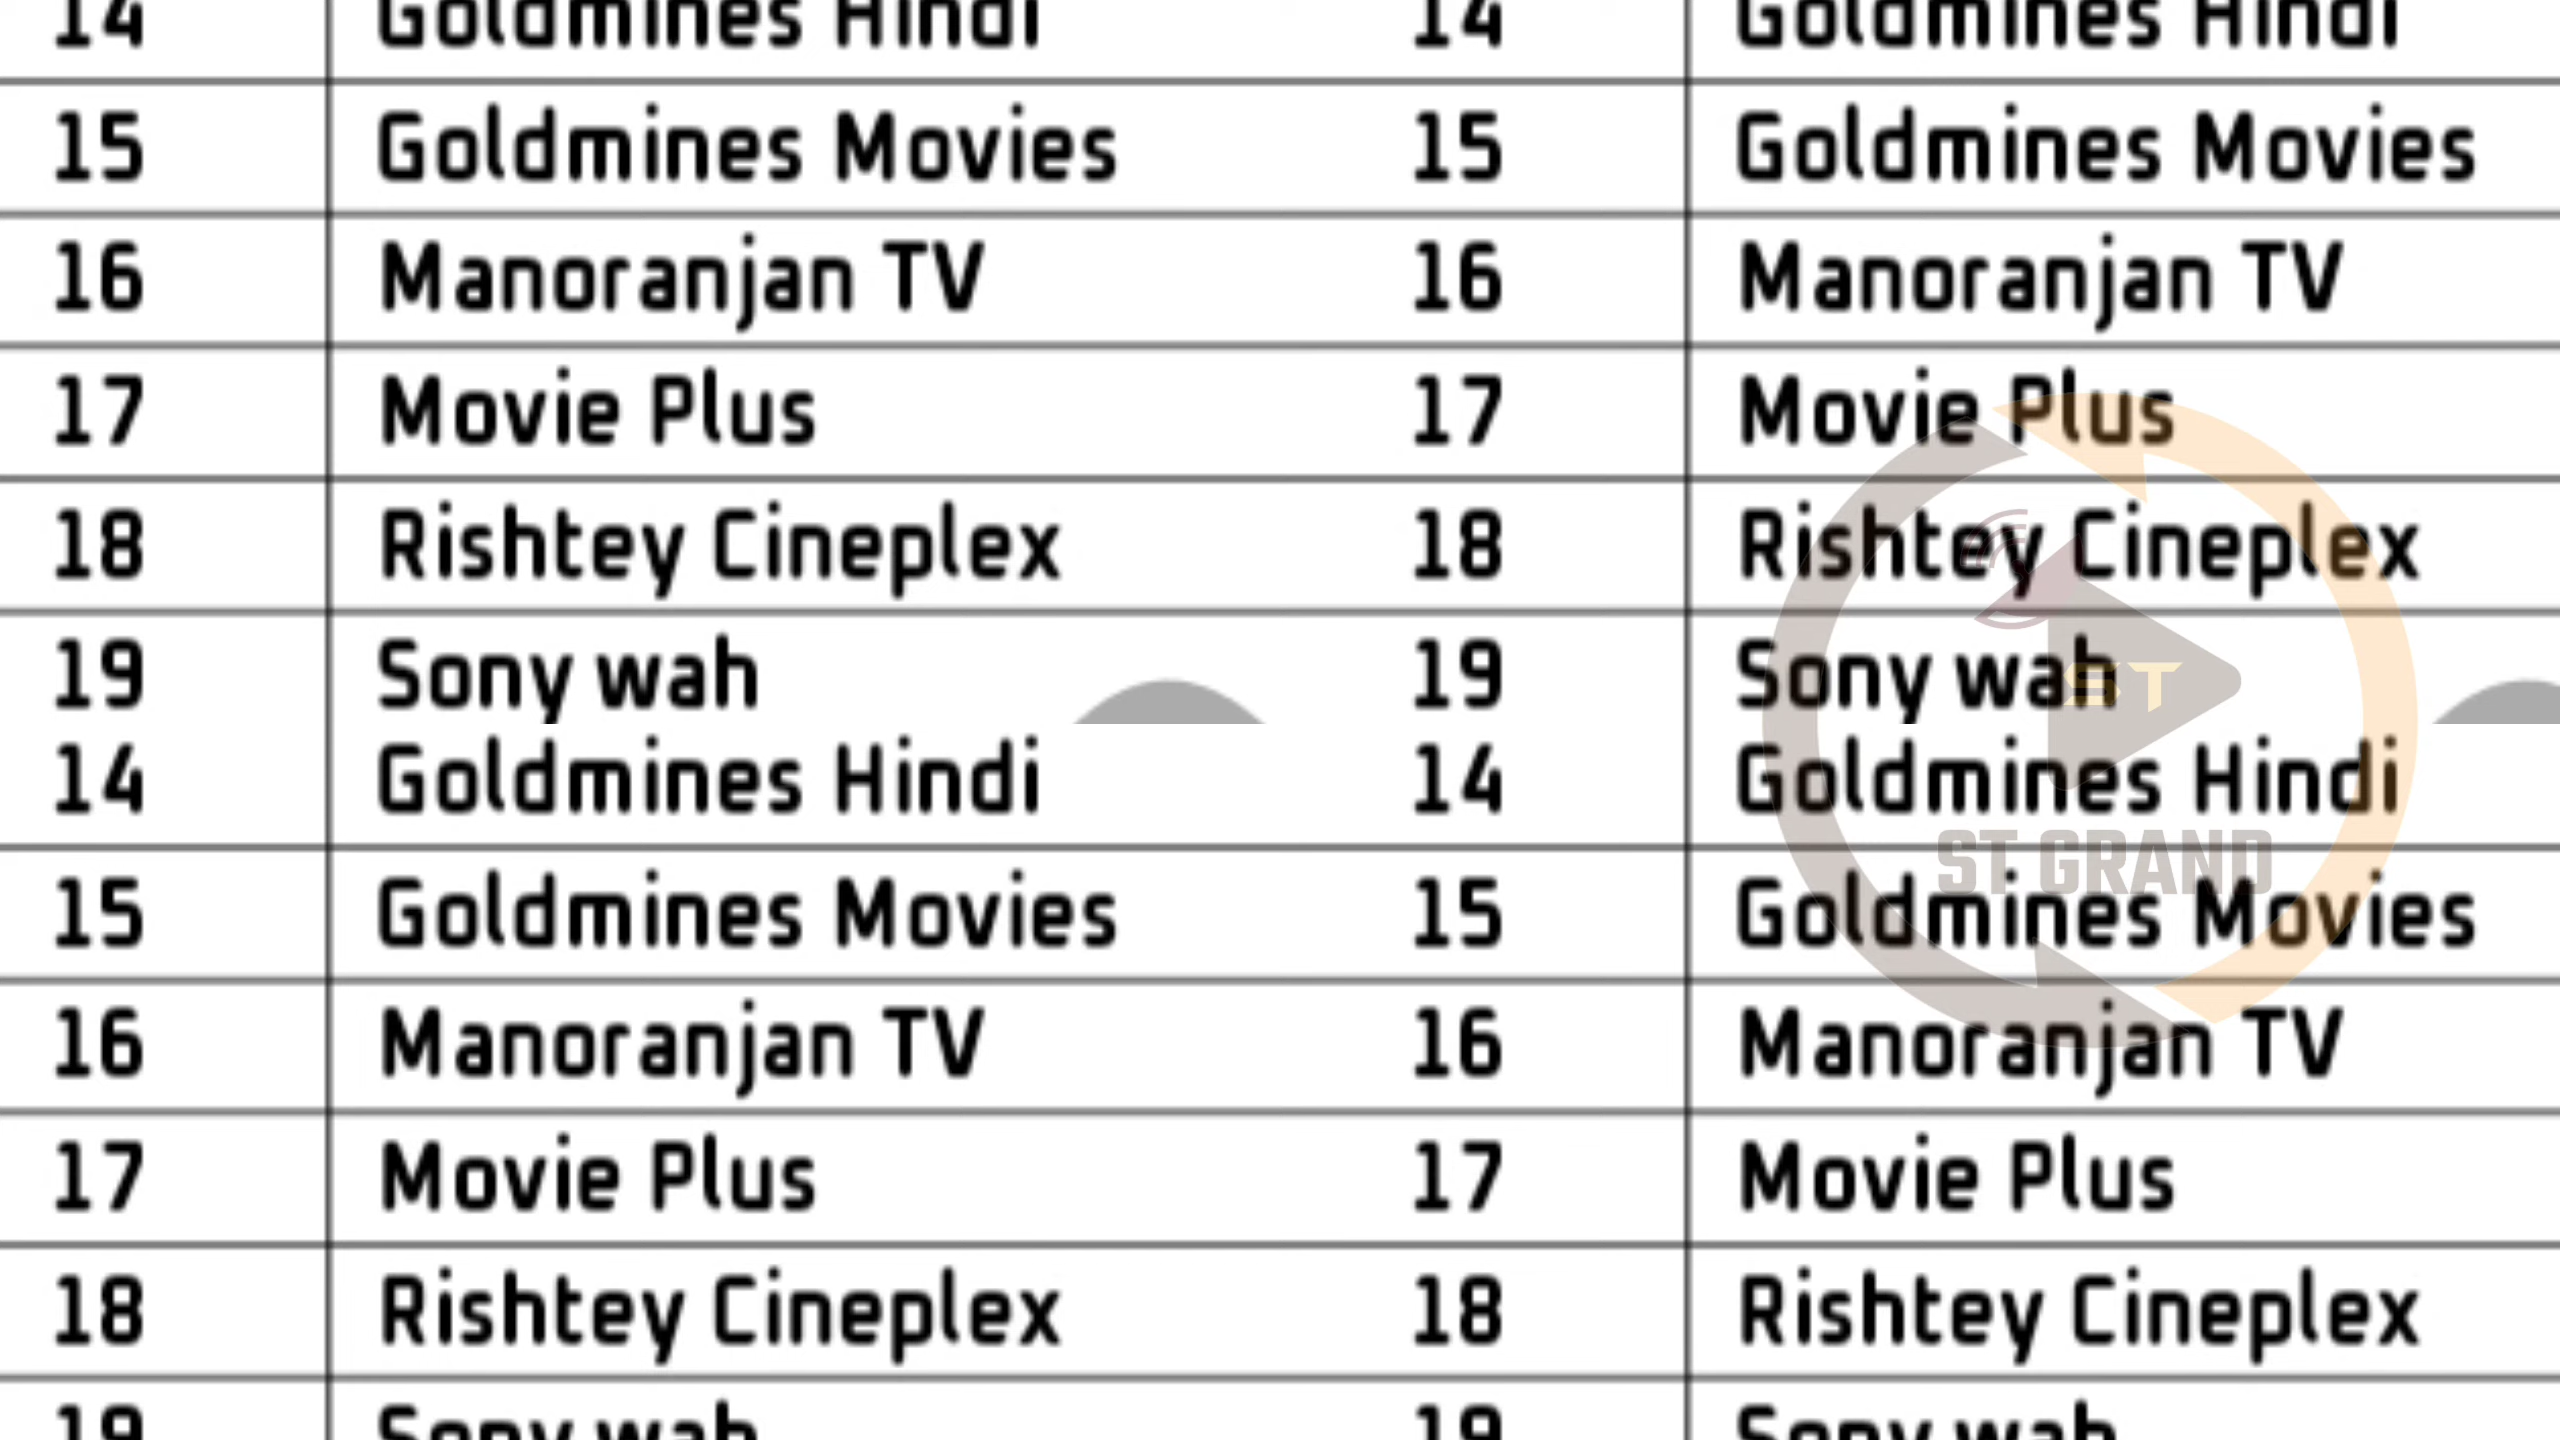 14 Goldmines Hindi 14 Goldmines Hindi
15 Goldmines Movies 15 Goldmines Movies
16 Manoranjan TV 16 Manoranjan TV
17 Movie Plus 17 Movie Plus
18 Rishtey Cineplex 18 Rishtey Cineplex
19 Sony wah 19 Sony wah
ST
14 Goldmines Hindi 14 Goldmines Hindi
ST GRAND
15 Goldmines Movies 15 Goldmines Movies
16 Manoranjan TV 16 Manoranjan TV
17 Movie Plus 17 Movie Plus
18 Rishtey Cineplex 18 Rishtey Cineplex
19 Sony wah 19 Sony wah